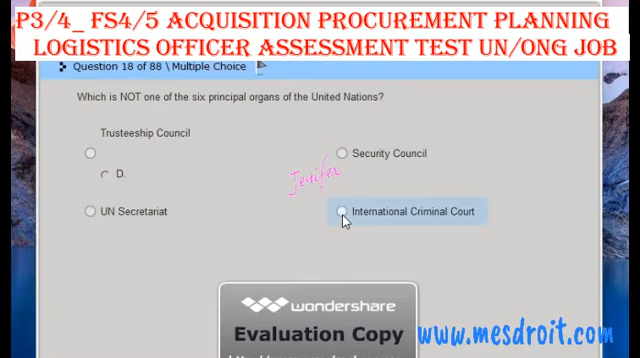 P3/4_ FS4/5 ACQUISITION PROCUREMENT PLANNING
LOGISTICS OFFICER ASSESSMENT TEST UN/ONG JOB
Question 18 of 88 \ Multiple Choice
Which is NOT one of the six principal organs of the United Nations?
Trusteeship Council
Security Council
D.
Jenifer
UN Secretariat
International Criminal Court
wondershare
Evaluation Copy
www.mesdroit.com